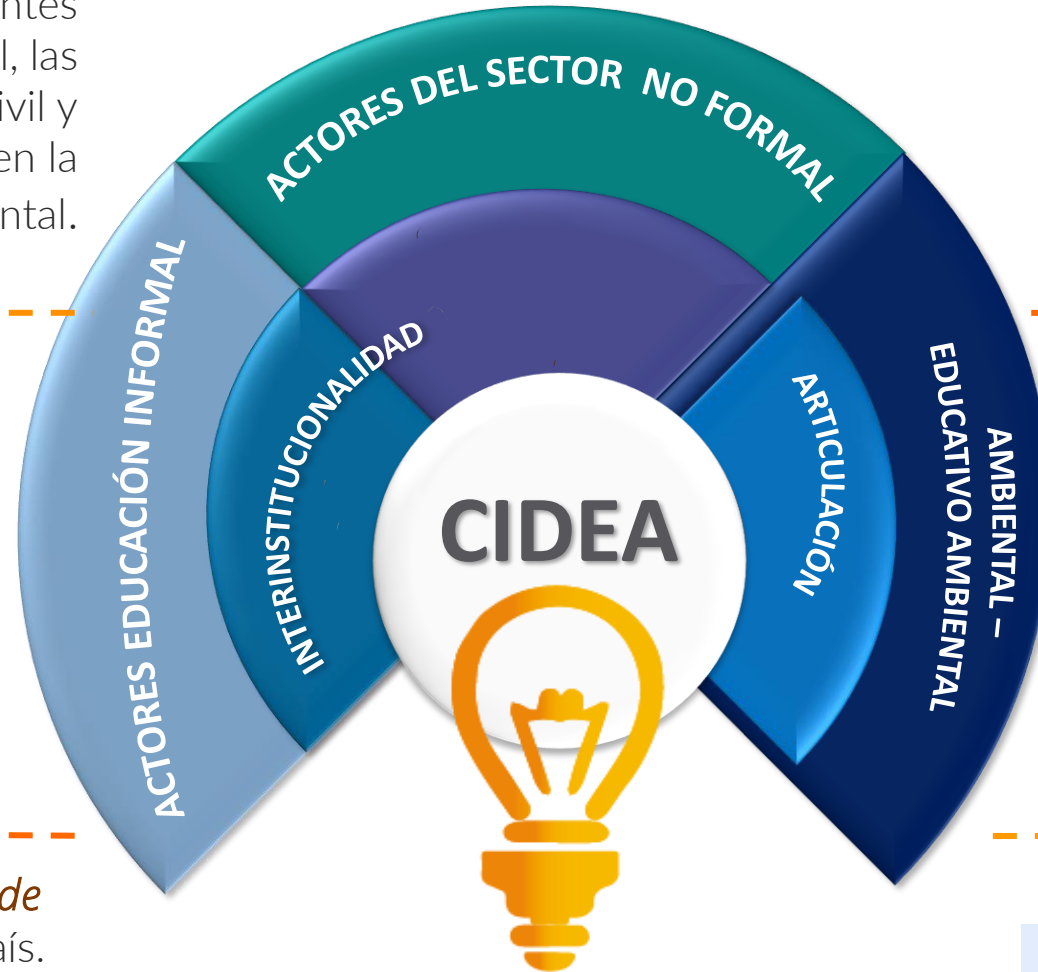 ntes
l, las
ivil y
en la
ntal.
ACTORES DEL SECTOR NO FORMAL
ACTORES EDUCACIÓN INFORMAL
INTERINSTITUCIONALIDAD
ARTICULACIÓN
AMBIENTAL –
EDUCATIVO AMBIENTAL
CIDEA
de
aís.